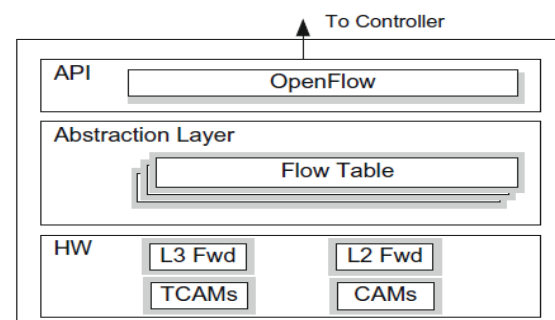 To Controller
API
OpenFlow
Abstraction Layer
Flow Table
HW
L3 Fwd
L2 Fwd
TCAMs
CAMs